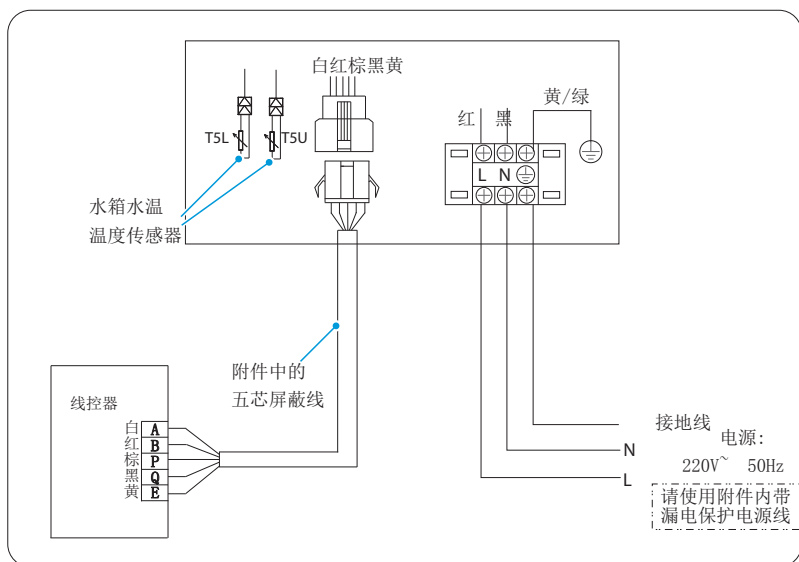 白红棕黑黄
黄/绿
红 黑
T5L T5U
L N
水箱水温
温度传感器
附件中的
五芯屏蔽线
线控器
白 A
红 B
棕 P
黑 Q
黄 E
接地线
电源:
N
220V~ 50Hz
L
请使用附件内带
漏电保护电源线